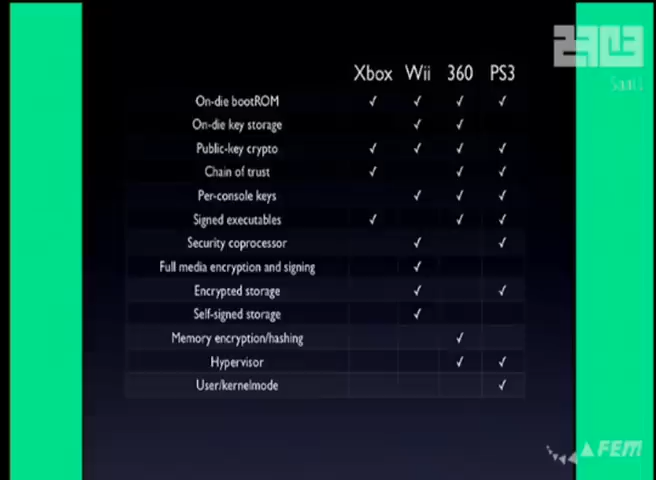 Xbox Wii 360 PS3
On-die bootROM ✓ ✓ ✓ ✓
On-die key storage ✓ ✓
Public-key crypto ✓ ✓ ✓ ✓
Chain of trust ✓ ✓ ✓
Per-console keys ✓ ✓ ✓
Signed executables ✓ ✓ ✓
Security coprocessor ✓ ✓
Full media encryption and signing ✓
Encrypted storage ✓ ✓
Self-signed storage ✓
Memory encryption/hashing ✓
Hypervisor ✓ ✓
User/kernelmode ✓
Saal 1
FEM